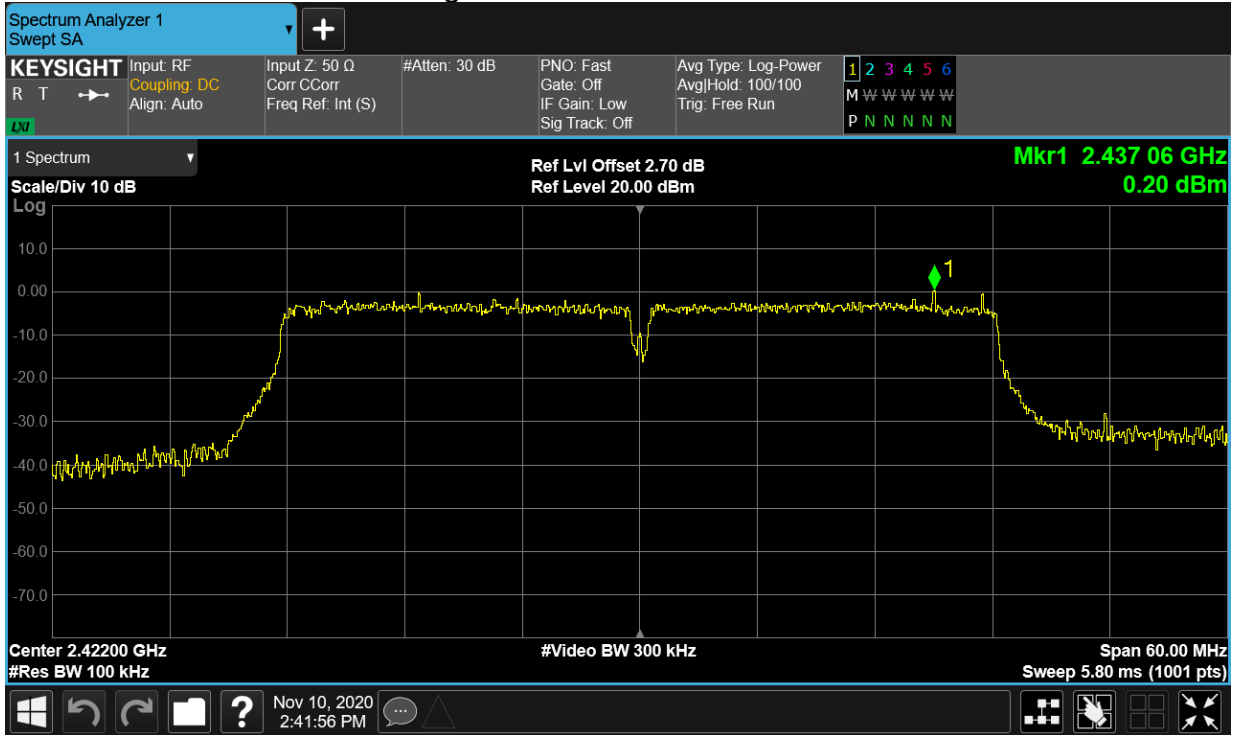 Spectrum Analyzer 1
Swept SA
+
KEYSIGHT
R T
LXI
Input: RF
Coupling: DC
Align: Auto
Input Z: 50 Ω
Corr CCorr
Freq Ref: Int (S)
#Atten: 30 dB
PNO: Fast
Gate: Off
IF Gain: Low
Sig Track: Off
Avg Type: Log-Power
Avg|Hold: 100/100
Trig: Free Run
1 2 3 4 5 6
M W W W W W
P N N N N N
1 Spectrum
Scale/Div 10 dB
Log
Ref Lvl Offset 2.70 dB
Ref Level 20.00 dBm
Mkr1 2.437 06 GHz
0.20 dBm
10.0
0.00
-10.0
-20.0
-30.0
-40.0
-50.0
-60.0
-70.0
1
Center 2.42200 GHz
#Res BW 100 kHz
#Video BW 300 kHz
Span 60.00 MHz
Sweep 5.80 ms (1001 pts)
?
Nov 10, 2020
2:41:56 PM